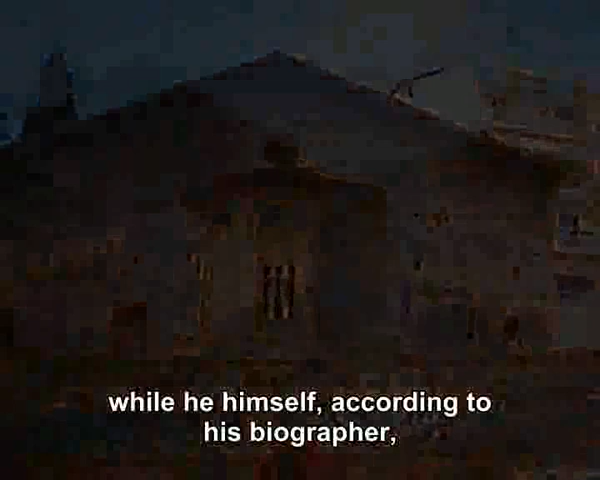 while he himself, according to
his biographer,